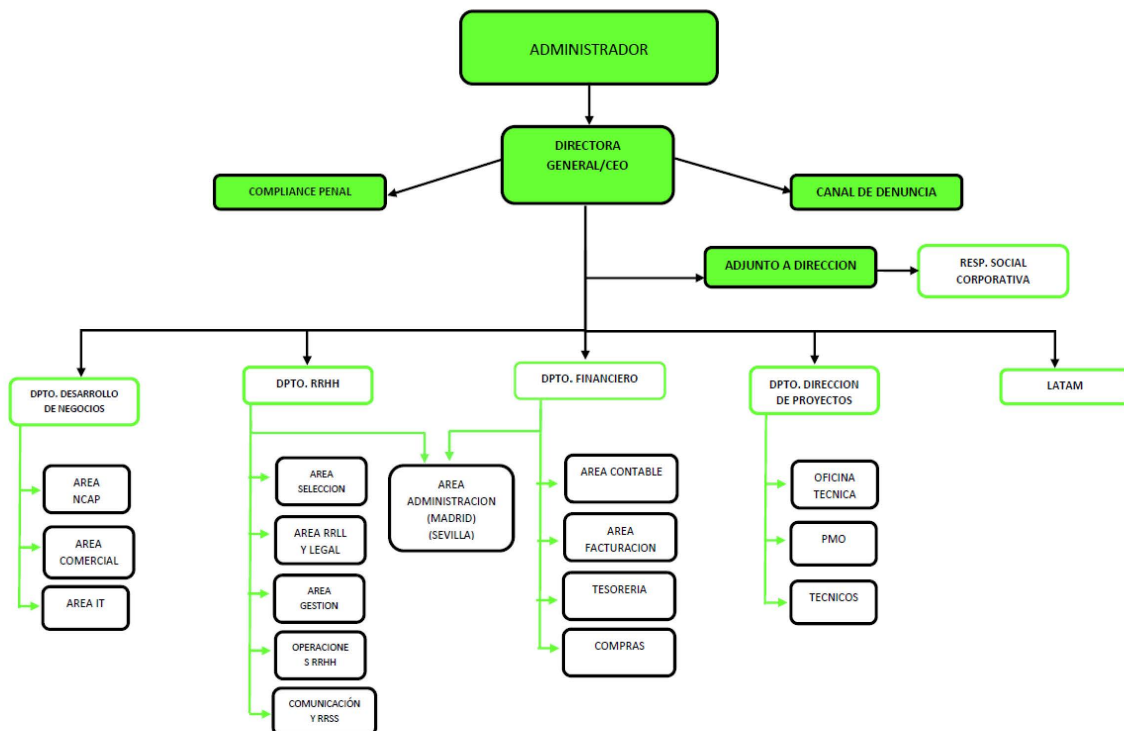 ADMINISTRADOR
DIRECTORA
GENERAL/CEO
COMPLIANCE PENAL
CANAL DE DENUNCIA
ADJUNTO A DIRECCION
RESP. SOCIAL
CORPORATIVA
DPTO. DESARROLLO
DE NEGOCIOS
DPTO. RRHH
DPTO. FINANCIERO
DPTO. DIRECCION
DE PROYECTOS
LATAM
AREA
NCAP
AREA
COMERCIAL
AREA IT
AREA
SELECCION
AREA RRLL
Y LEGAL
AREA
GESTION
OPERACIONE
S RRHH
COMUNICACIÓN
Y RRSS
AREA
ADMINISTRACION
(MADRID)
(SEVILLA)
AREA CONTABLE
AREA
FACTURACION
TESORERIA
COMPRAS
OFICINA
TECNICA
PMO
TECNICOS